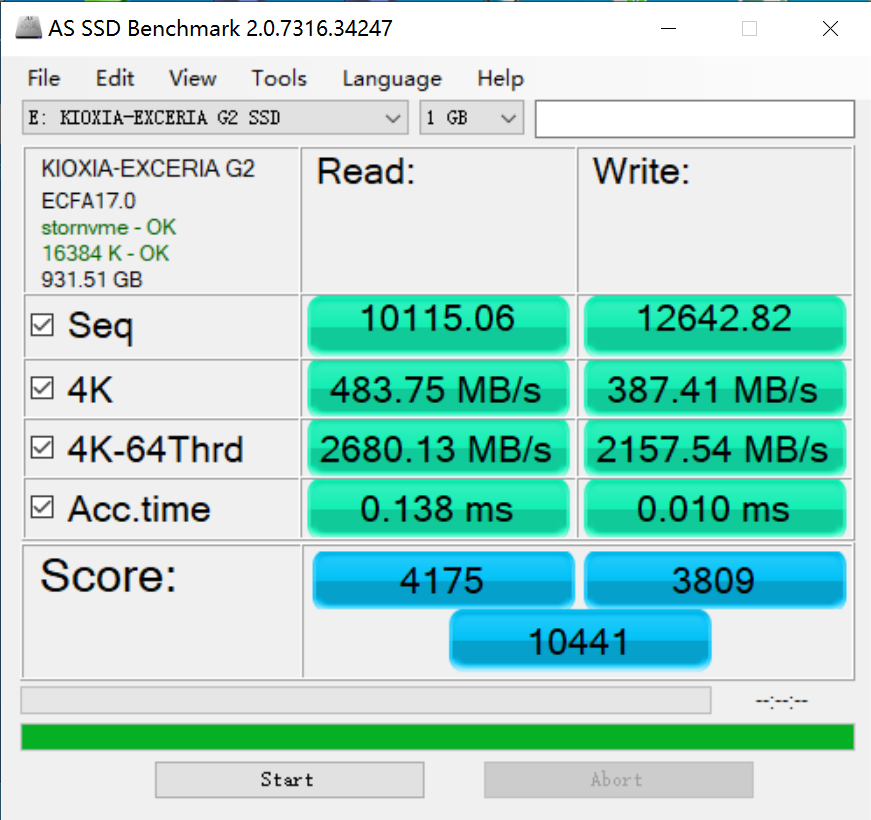 AS SSD Benchmark 2.0.7316.34247
File Edit View Tools Language Help
E: KIOXIA-EXCERIA G2 SSD 1 GB
KIOXIA-EXCERIA G2
ECFA17.0
stornvme - OK
16384 K - OK
931.51 GB
Read: Write:
Seq 10115.06 12642.82
4K 483.75 MB/s 387.41 MB/s
4K-64Thrd 2680.13 MB/s 2157.54 MB/s
Acc.time 0.138 ms 0.010 ms
Score: 4175 3809
10441
--:--:--
Start Abort